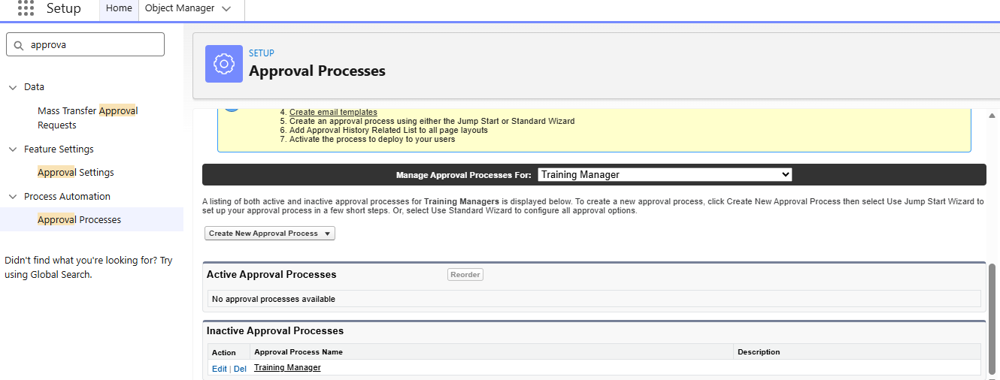 Setup
Home
Object Manager
approva
Data
Mass Transfer Approval
Requests
Feature Settings
Approval Settings
Process Automation
Approval Processes
Didn't find what you're looking for? Try
using Global Search.
SETUP
Approval Processes
4. Create email templates
5. Create an approval process using either the Jump Start or Standard Wizard
6. Add Approval History Related List to all page layouts
7. Activate the process to deploy to your users
Manage Approval Processes For: Training Manager
A listing of both active and inactive approval processes for Training Managers is displayed below. To create a new approval process, click Create New Approval Process then select Use Jump Start Wizard to
set up your approval process in a few short steps. Or, select Use Standard Wizard to configure all approval options.
Create New Approval Process
Active Approval Processes Reorder
No approval processes available
Inactive Approval Processes
Action Approval Process Name Description
Edit | Del Training Manager